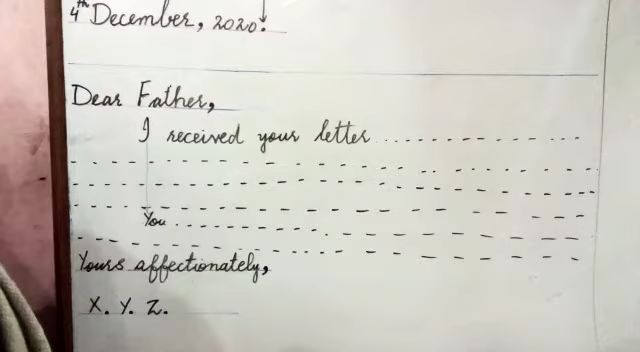 4th December, 2020.
Dear Father,
I received your letter ..............
You ..............
Yours affectionately,
X. Y. Z.